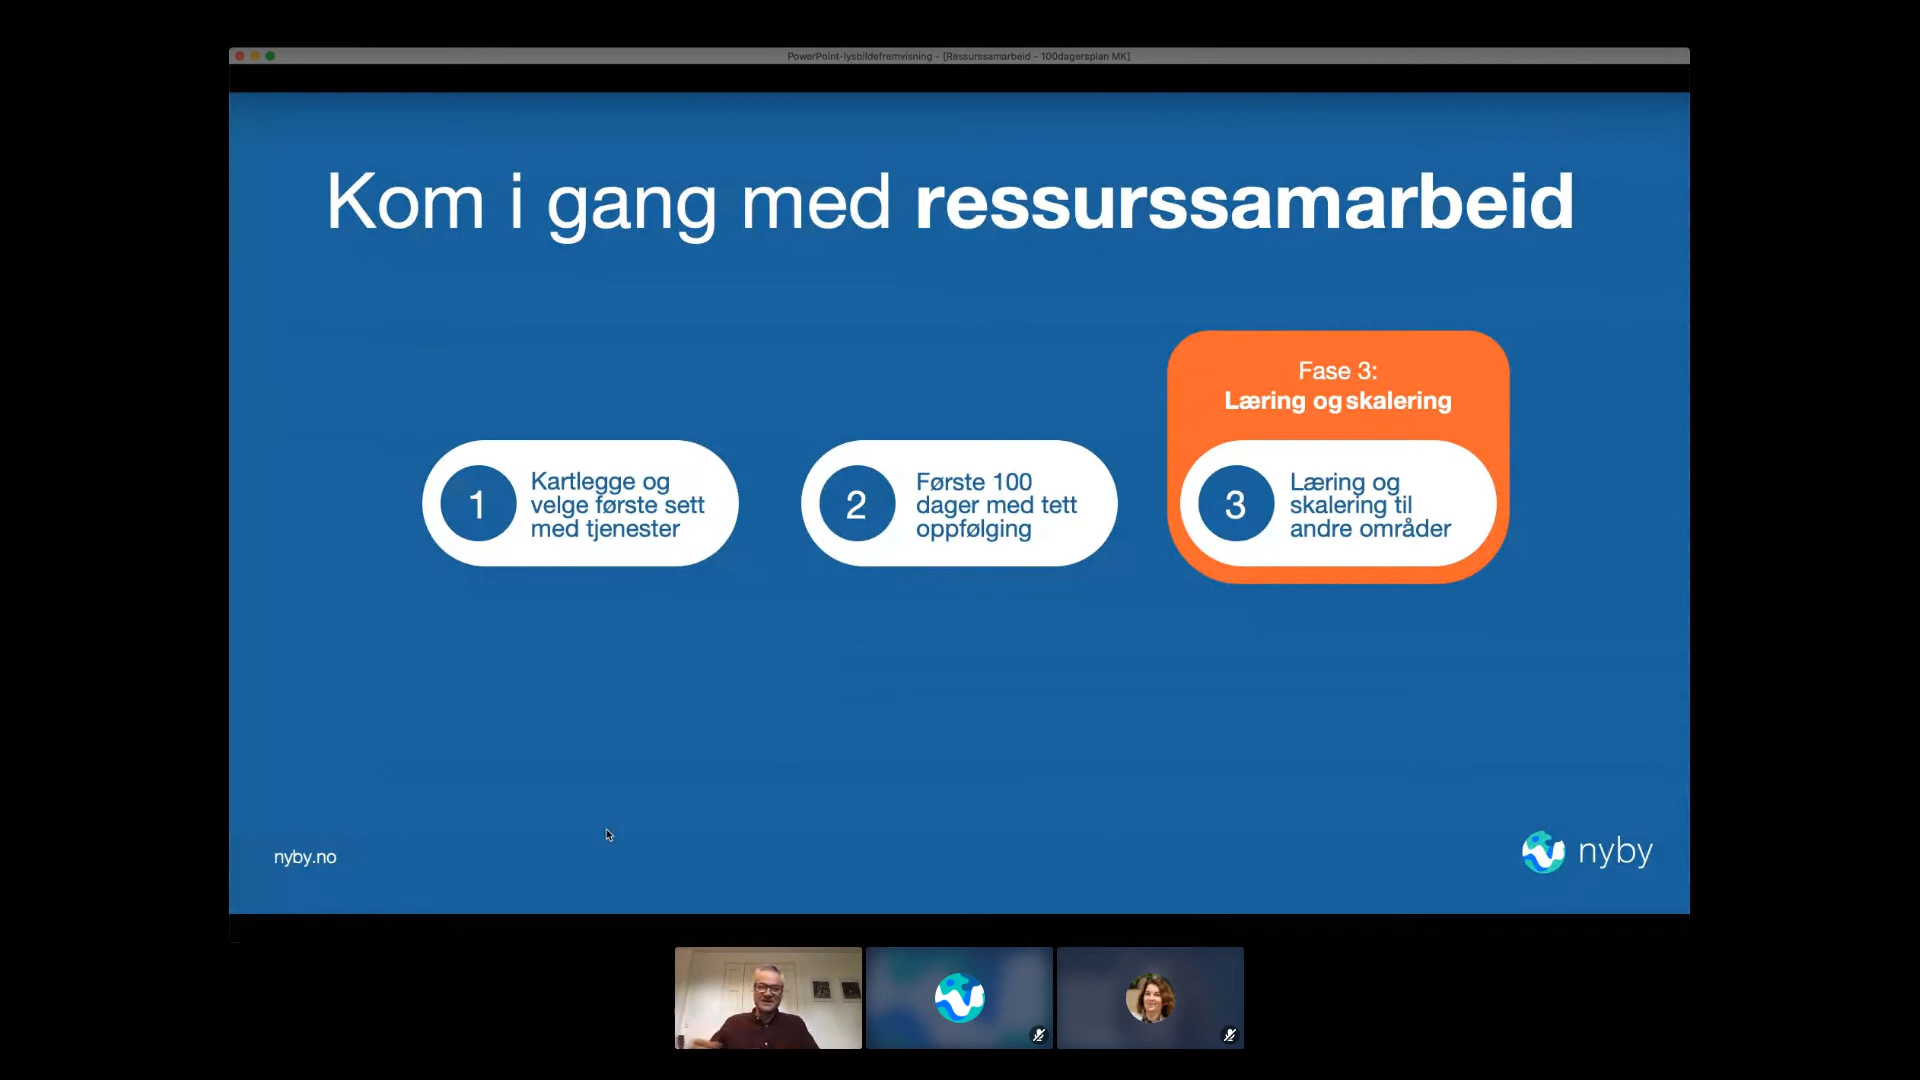 PowerPoint-lysbildefremvisning - [Ressurssamarbeid - 100dagersplan MK]
Kom i gang med ressurssamarbeid
Fase 3:
Læring og skalering
1
Kartlegge og
velge første sett
med tjenester
2
Første 100
dager med tett
oppfølging
3
Læring og
skalering til
andre områder
nyby.no
nyby